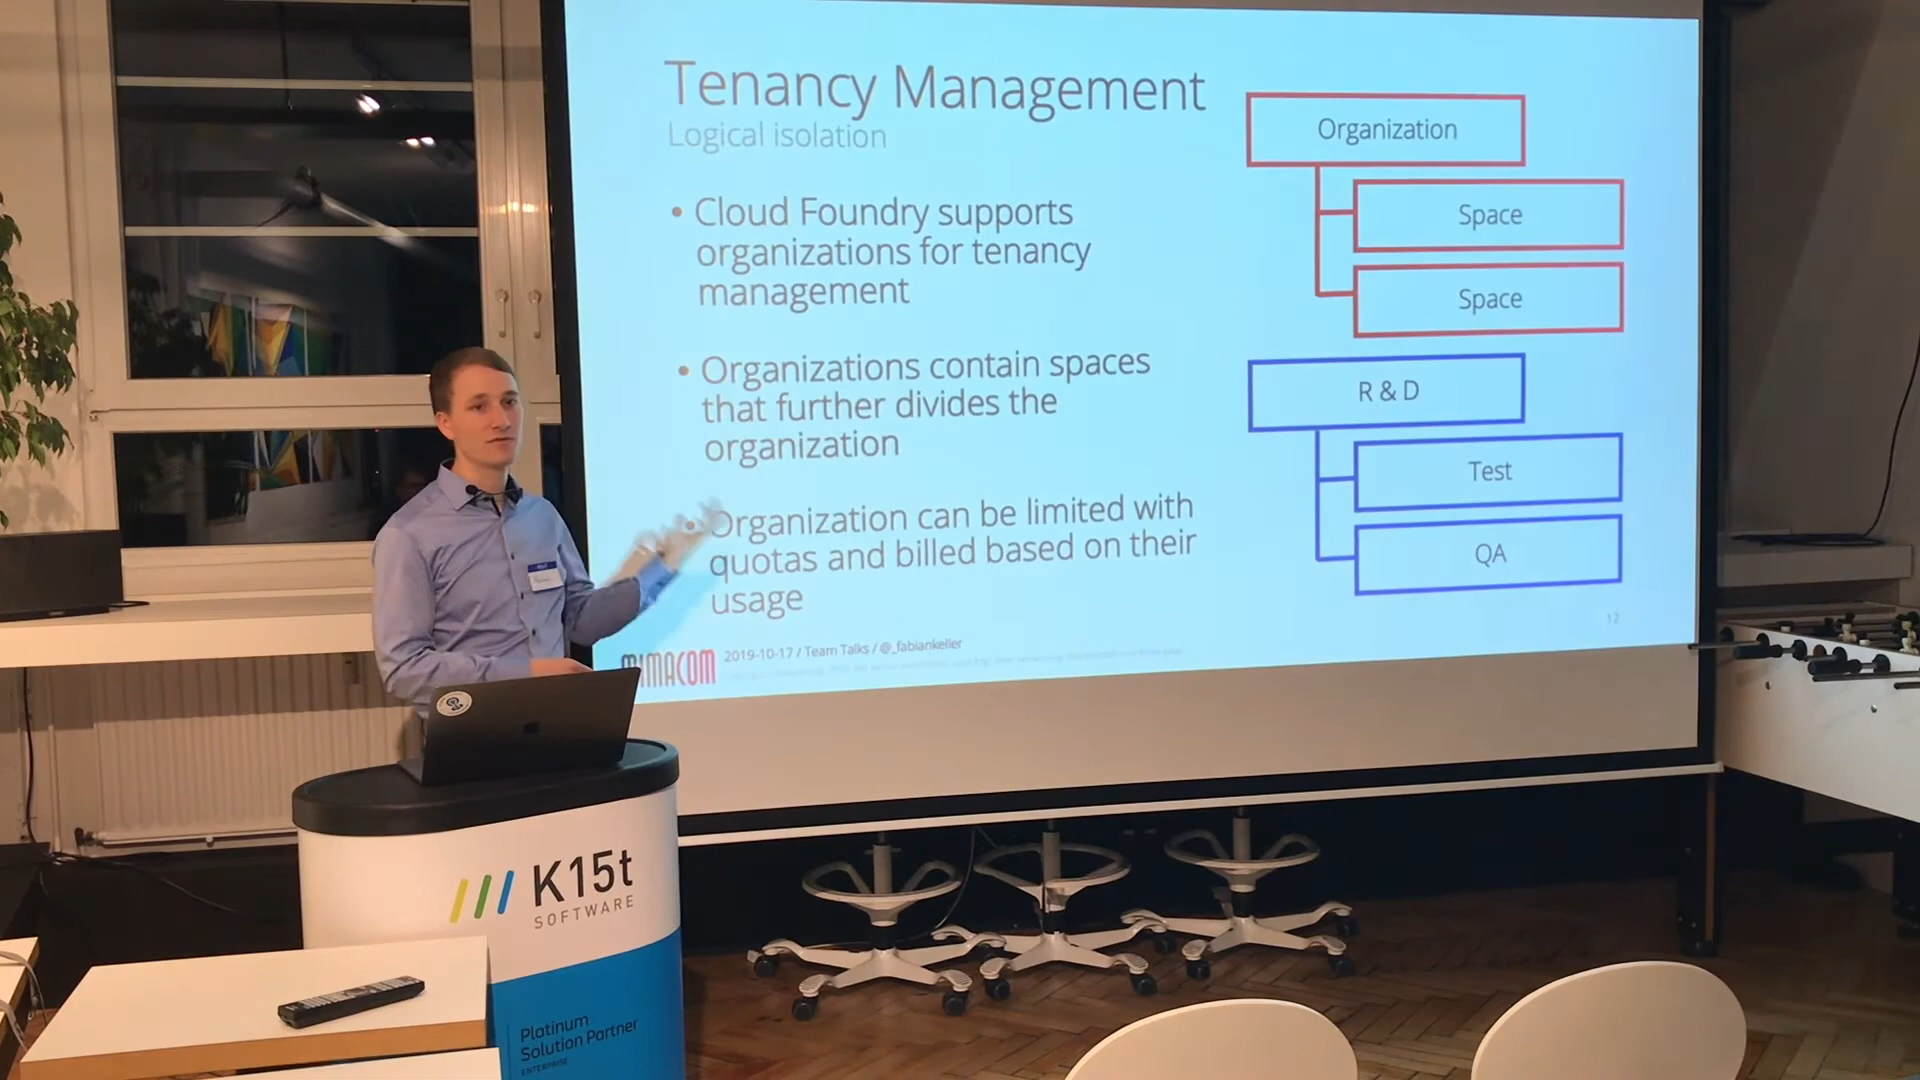 Tenancy Management
Logical isolation
• Cloud Foundry supports
organizations for tenancy
management
• Organizations contain spaces
that further divides the
organization
• Organization can be limited with
quotas and billed based on their
usage
Organization
Space
Space
R & D
Test
QA
12
MIMACOM
2019-10-17 / Team Talks / @_fabiankeller
K15t
SOFTWARE
Platinum
Solution Partner
ENTERPRISE